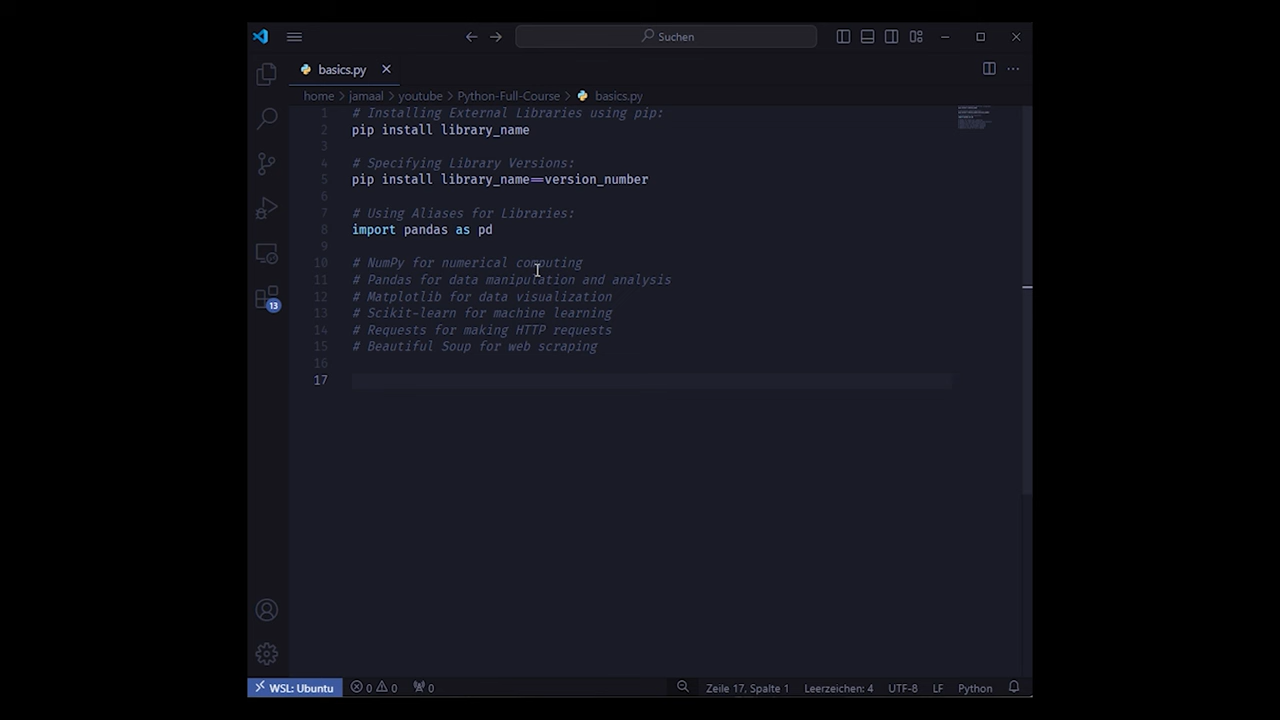 Suchen
basics.py
home > jamaal > youtube > Python-Full-Course > basics.py
1 # Installing External Libraries using pip:
2 pip install library_name
3
4 # Specifying Library Versions:
5 pip install library_name==version_number
6
7 # Using Aliases for Libraries:
8 import pandas as pd
9
10 # NumPy for numerical computing
11 # Pandas for data manipulation and analysis
12 # Matplotlib for data visualization
13 # Scikit-learn for machine learning
14 # Requests for making HTTP requests
15 # Beautiful Soup for web scraping
16
17
13
WSL: Ubuntu 0 0 0 Zeile 17, Spalte 1 Leerzeichen: 4 UTF-8 LF Python